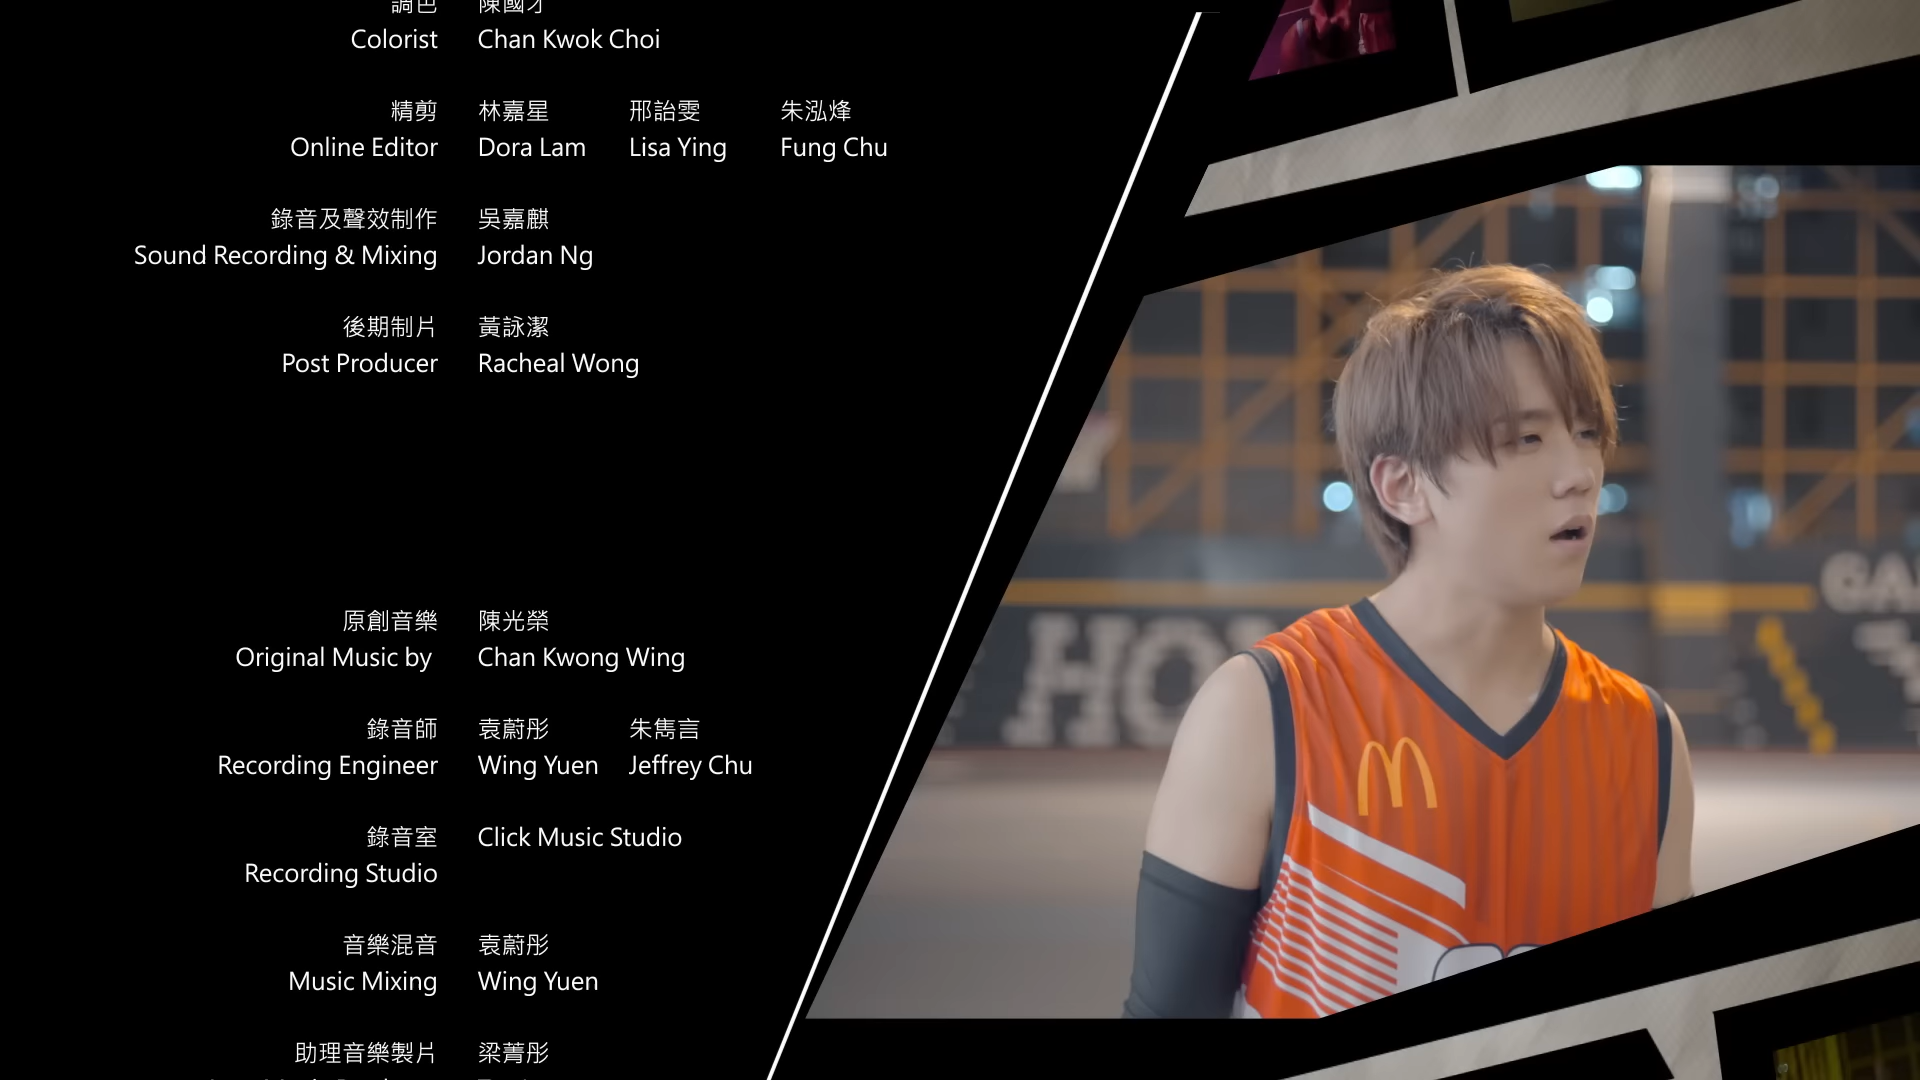 調色 陳國才
Colorist Chan Kwok Choi
精剪 林嘉星 邢詒雯 朱泓烽
Online Editor Dora Lam Lisa Ying Fung Chu
錄音及聲效制作 吳嘉麒
Sound Recording & Mixing Jordan Ng
後期制片 黃詠潔
Post Producer Racheal Wong
原創音樂 陳光榮
Original Music by Chan Kwong Wing
錄音師 袁蔚彤 朱雋言
Recording Engineer Wing Yuen Jeffrey Chu
錄音室 Click Music Studio
Recording Studio
音樂混音 袁蔚彤
Music Mixing Wing Yuen
助理音樂製片 梁菁彤